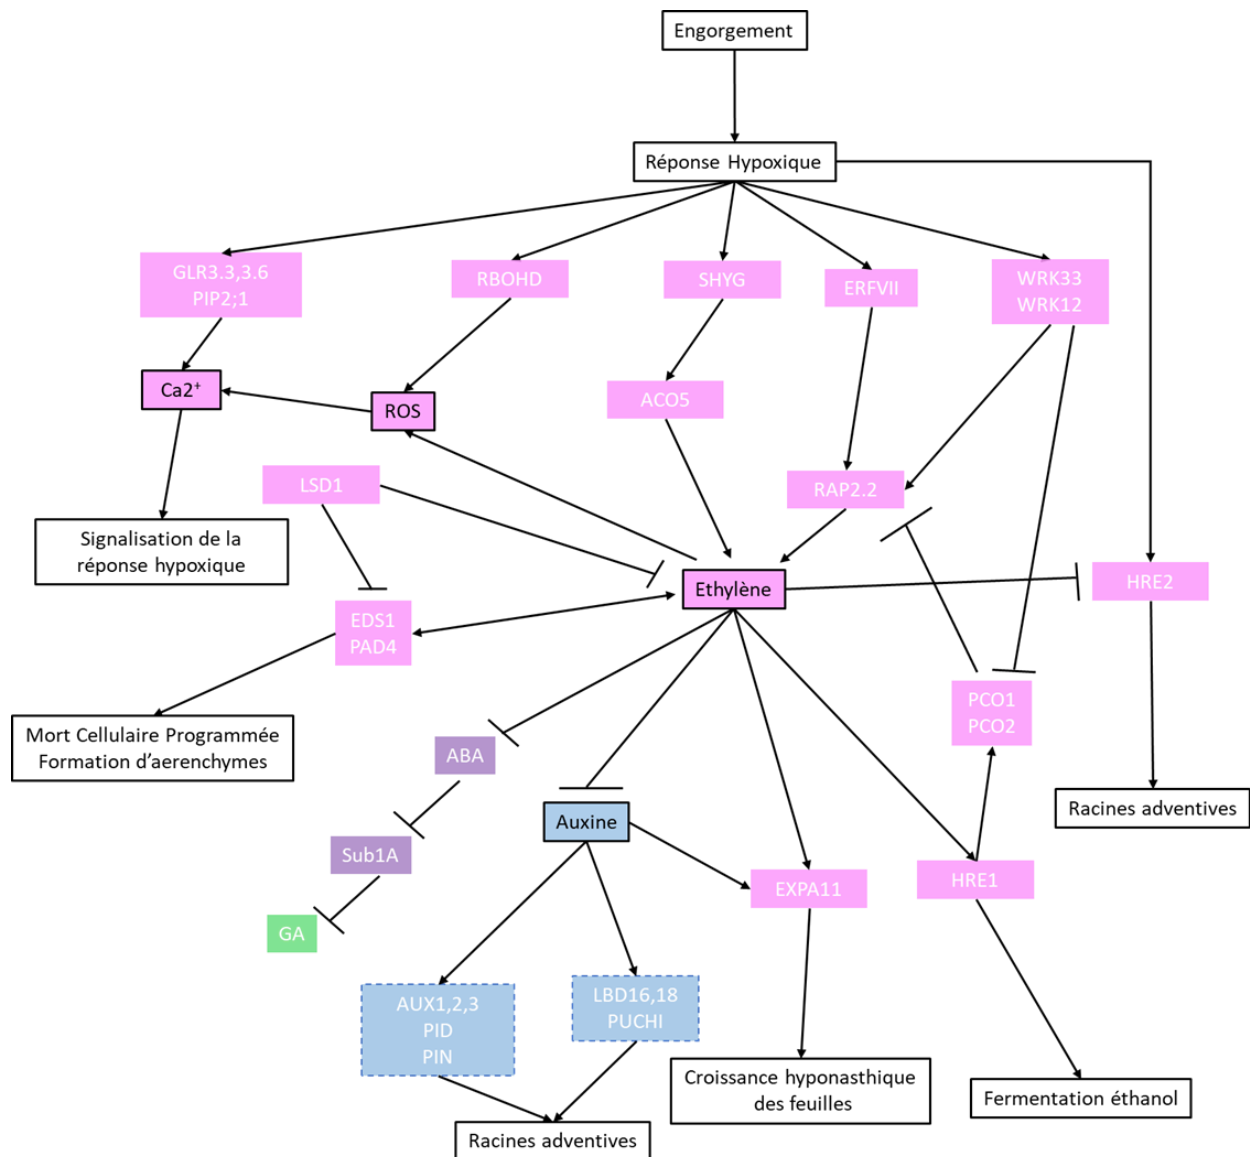 Engorgement
Réponse Hypoxique
GLR3.3,3.6
PIP2;1
RBOHD
SHYG
ERFVII
WRK33
WRK12
Ca2⁺
ROS
ACO5
LSD1
RAP2.2
Signalisation de la
réponse hypoxique
Ethylène
HRE2
EDS1
PAD4
PCO1
PCO2
Mort Cellulaire Programmée
Formation d'aerenchymes
ABA
Racines adventives
Auxine
Sub1A
EXPA11
HRE1
GA
AUX1,2,3
PID
PIN
LBD16,18
PUCHI
Croissance hyponasthique
des feuilles
Fermentation éthanol
Racines adventives